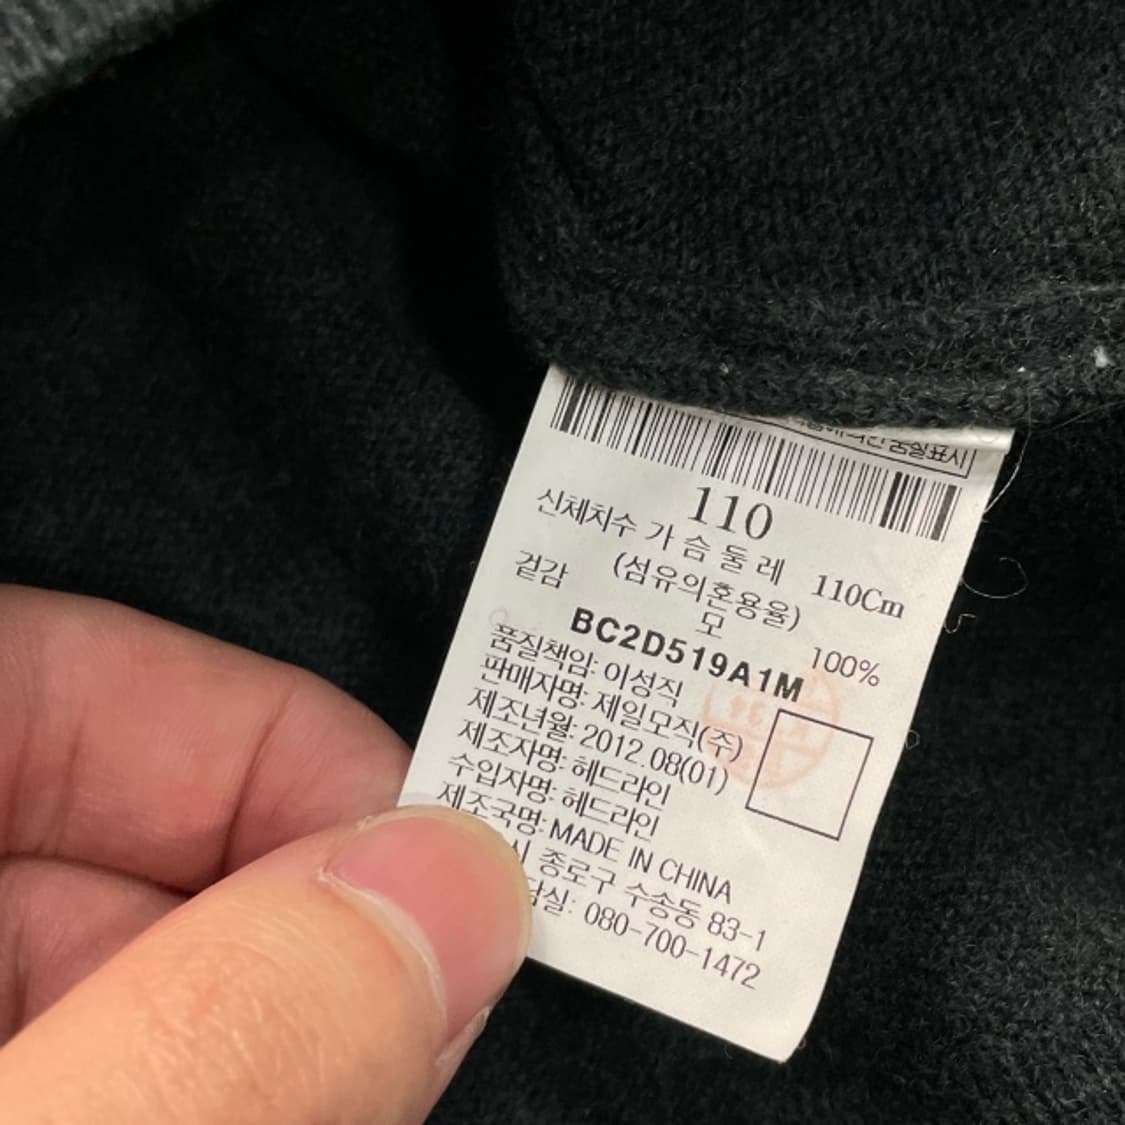 품질표시
110
신체치수 가 슴 둘 레 110Cm
겉감 (섬유의혼용율)
모 100%
BC2D519A1M
품질책임: 이성직
판매자명: 제일모직(주)
제조년월: 2012.08(01)
제조자명: 헤드라인
수입자명: 헤드라인
제조국명: MADE IN CHINA
시 종로구 수송동 83-1
담실: 080-700-1472